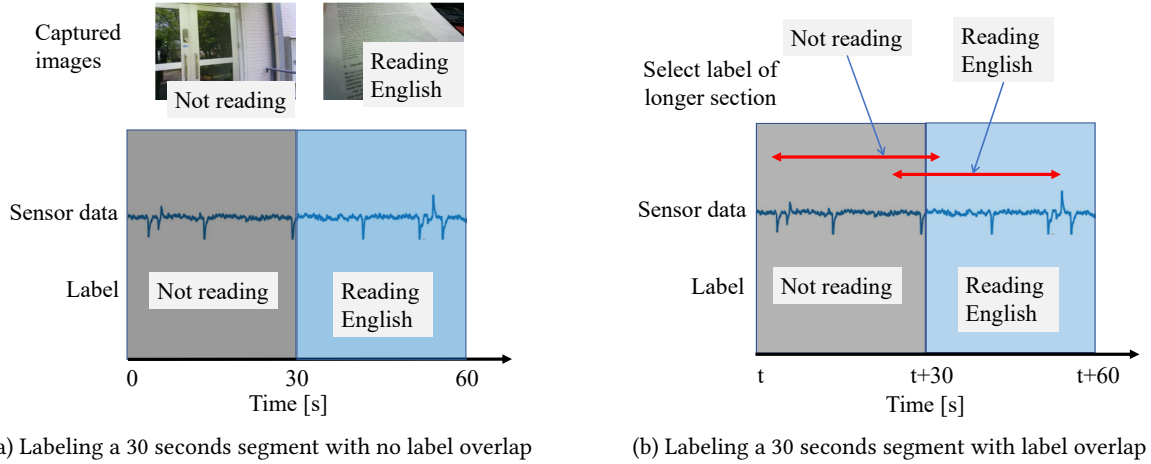 Captured
images
Not reading
Reading
English
Sensor data
Label
Not reading
Reading
English
0
30
60
Time [s]
a) Labeling a 30 seconds segment with no label overlap
Not reading
Reading
English
Select label of
longer section
Sensor data
Label
Not reading
Reading
English
t
t+30
t+60
Time [s]
(b) Labeling a 30 seconds segment with label overlap